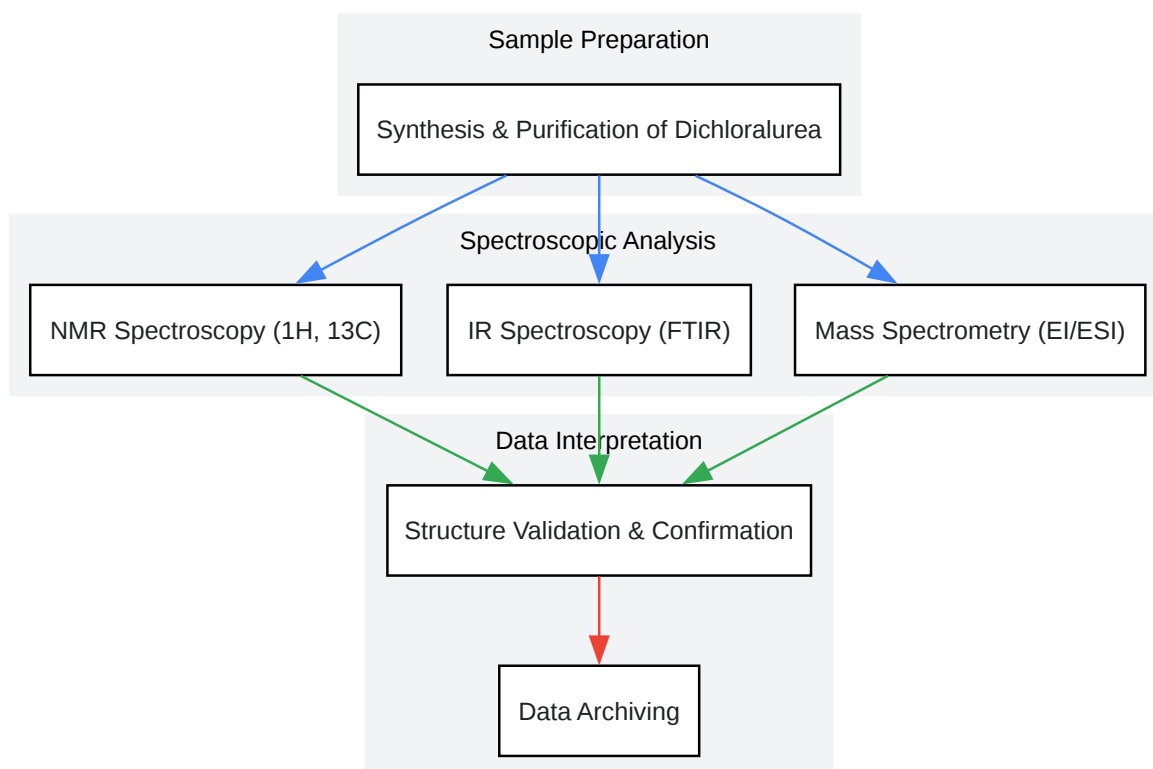 Sample Preparation
Synthesis & Purification of Dichloralurea
Spectroscopic Analysis
NMR Spectroscopy (1H, 13C)
IR Spectroscopy (FTIR)
Mass Spectrometry (EI/ESI)
Data Interpretation
Structure Validation & Confirmation
Data Archiving